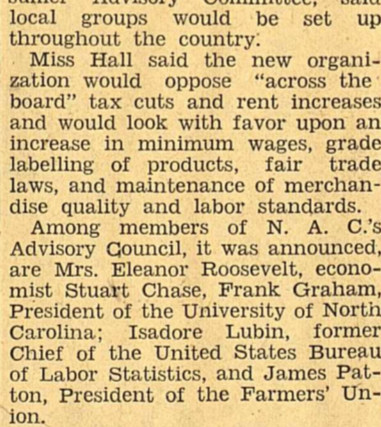 sumer Advisory Committee, said
local groups would be set up
throughout the country.
Miss Hall said the new organi-
zation would oppose "across the
board" tax cuts and rent increases
and would look with favor upon an
increase in minimum wages, grade
labelling of products, fair trade
laws, and maintenance of merchan-
dise quality and labor standards.
Among members of N. A. C.'s
Advisory Council, it was announced,
are Mrs. Eleanor Roosevelt, econo-
mist Stuart Chase, Frank Graham,
President of the University of North
Carolina; Isadore Lubin, former
Chief of the United States Bureau
of Labor Statistics, and James Pat-
ton, President of the Farmers' Un-
ion.